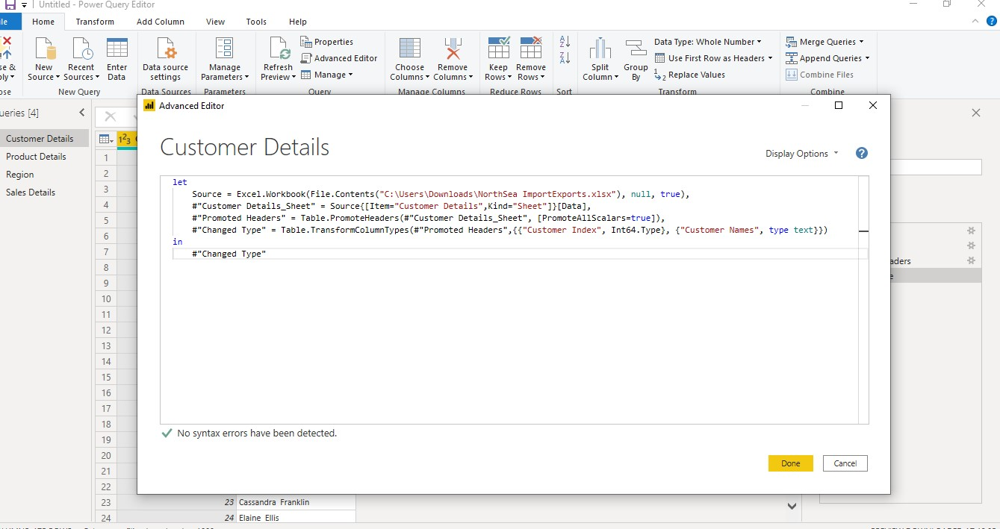 Untitled - Power Query Editor
Home Transform Add Column View Tools Help
New Source
Recent Sources
Enter Data
New Query
Data source settings
Data Sources
Manage Parameters
Parameters
Refresh Preview
Properties
Advanced Editor
Manage
Query
Choose Columns
Remove Columns
Manage Columns
Keep Rows
Remove Rows
Reduce Rows
Sort
Split Column
Group By
Data Type: Whole Number
Use First Row as Headers
Replace Values
Transform
Merge Queries
Append Queries
Combine Files
Combine
ueries [4]
Customer Details
Product Details
Region
Sales Details
1
2
3
4
5
6
7
8
9
10
11
12
13
14
15
16
17
18
19
20
21
22
23 23 Cassandra Franklin
24 24 Elaine Ellis
Advanced Editor
Customer Details
Display Options
let
Source = Excel.Workbook(File.Contents("C:\Users\Downloads\NorthSea ImportExports.xlsx"), null, true),
#"Customer Details_Sheet" = Source{[Item="Customer Details",Kind="Sheet"]}[Data],
#"Promoted Headers" = Table.PromoteHeaders(#"Customer Details_Sheet", [PromoteAllScalars=true]),
#"Changed Type" = Table.TransformColumnTypes(#"Promoted Headers",{{"Customer Index", Int64.Type}, {"Customer Names", type text}})
in
#"Changed Type"
No syntax errors have been detected.
Done Cancel
aders